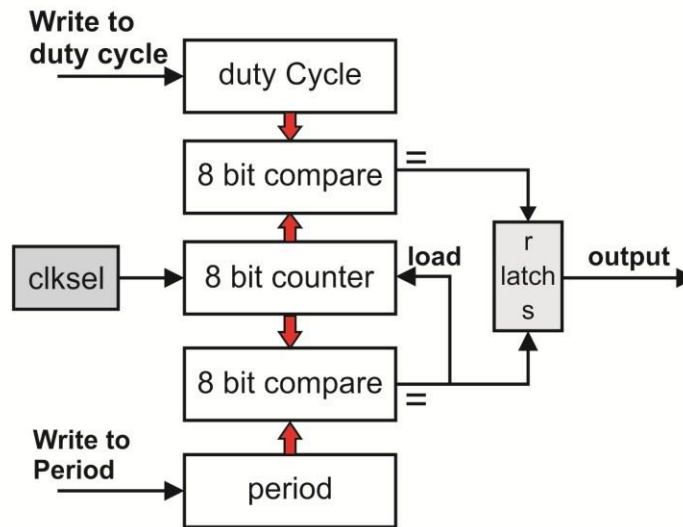 Write to
duty cycle
duty Cycle
8 bit compare
=
clksel
8 bit counter
load
r
latch
s
output
8 bit compare
=
Write to
Period
period